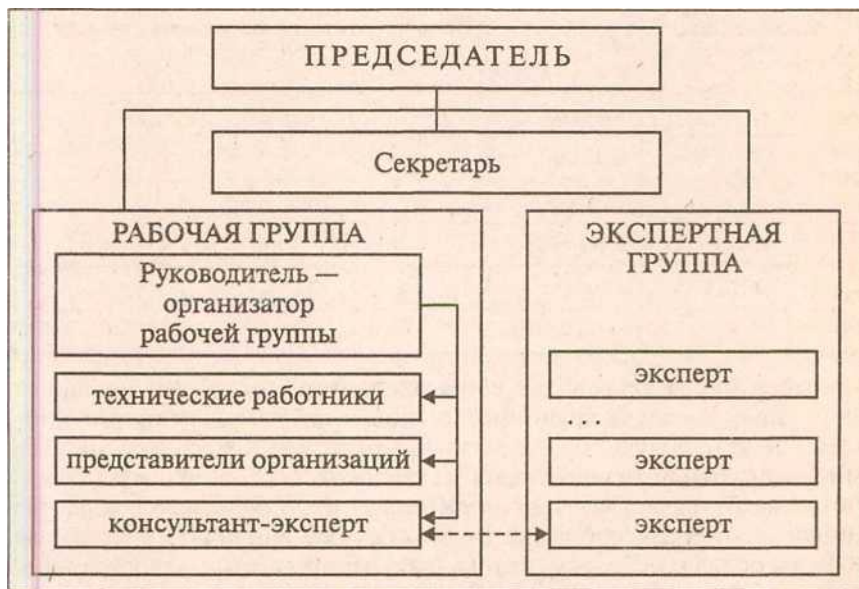 ПРЕДСЕДАТЕЛЬ
Секретарь
РАБОЧАЯ ГРУППА
Руководитель —
организатор
рабочей группы
технические работники
представители организаций
консультант-эксперт
ЭКСПЕРТНАЯ
ГРУППА
эксперт
...
эксперт
эксперт